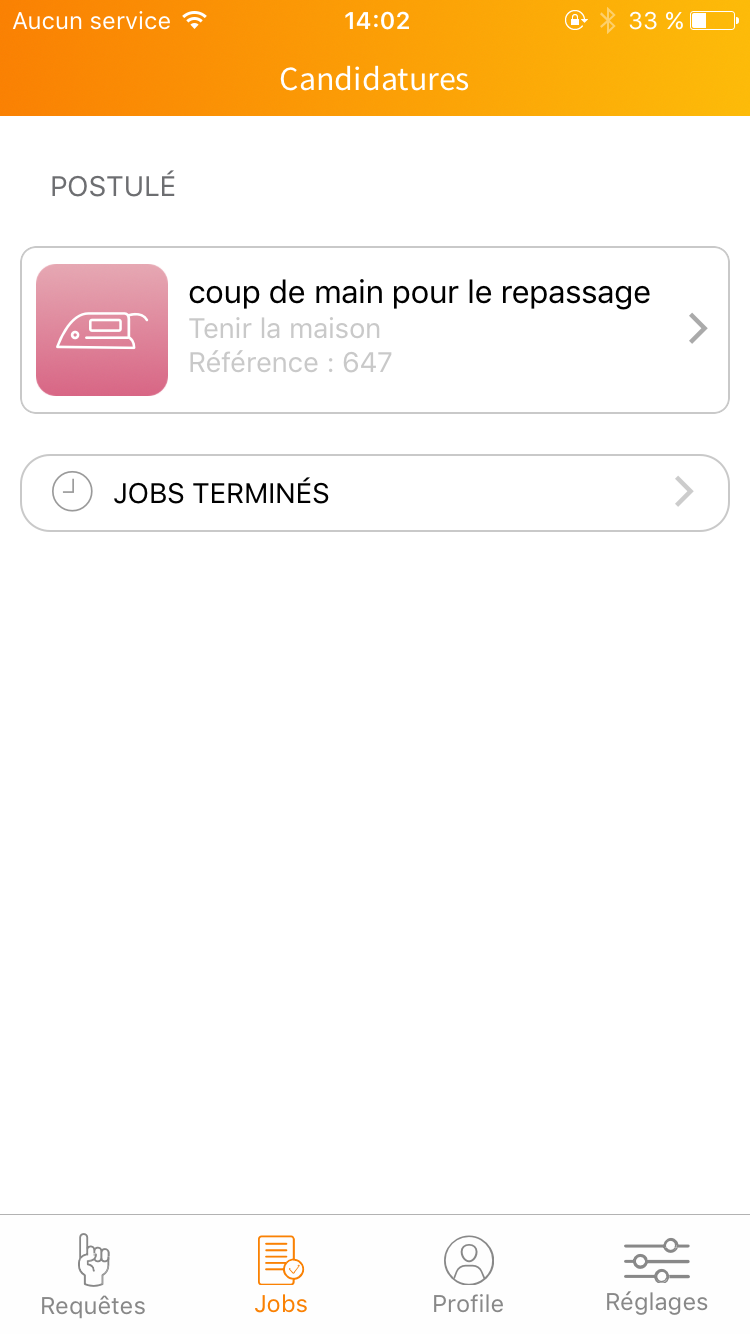 Aucun service 14:02 33 %
Candidatures
POSTULÉ
coup de main pour le repassage
Tenir la maison
Référence : 647
JOBS TERMINÉS
Requêtes Jobs Profile Réglages